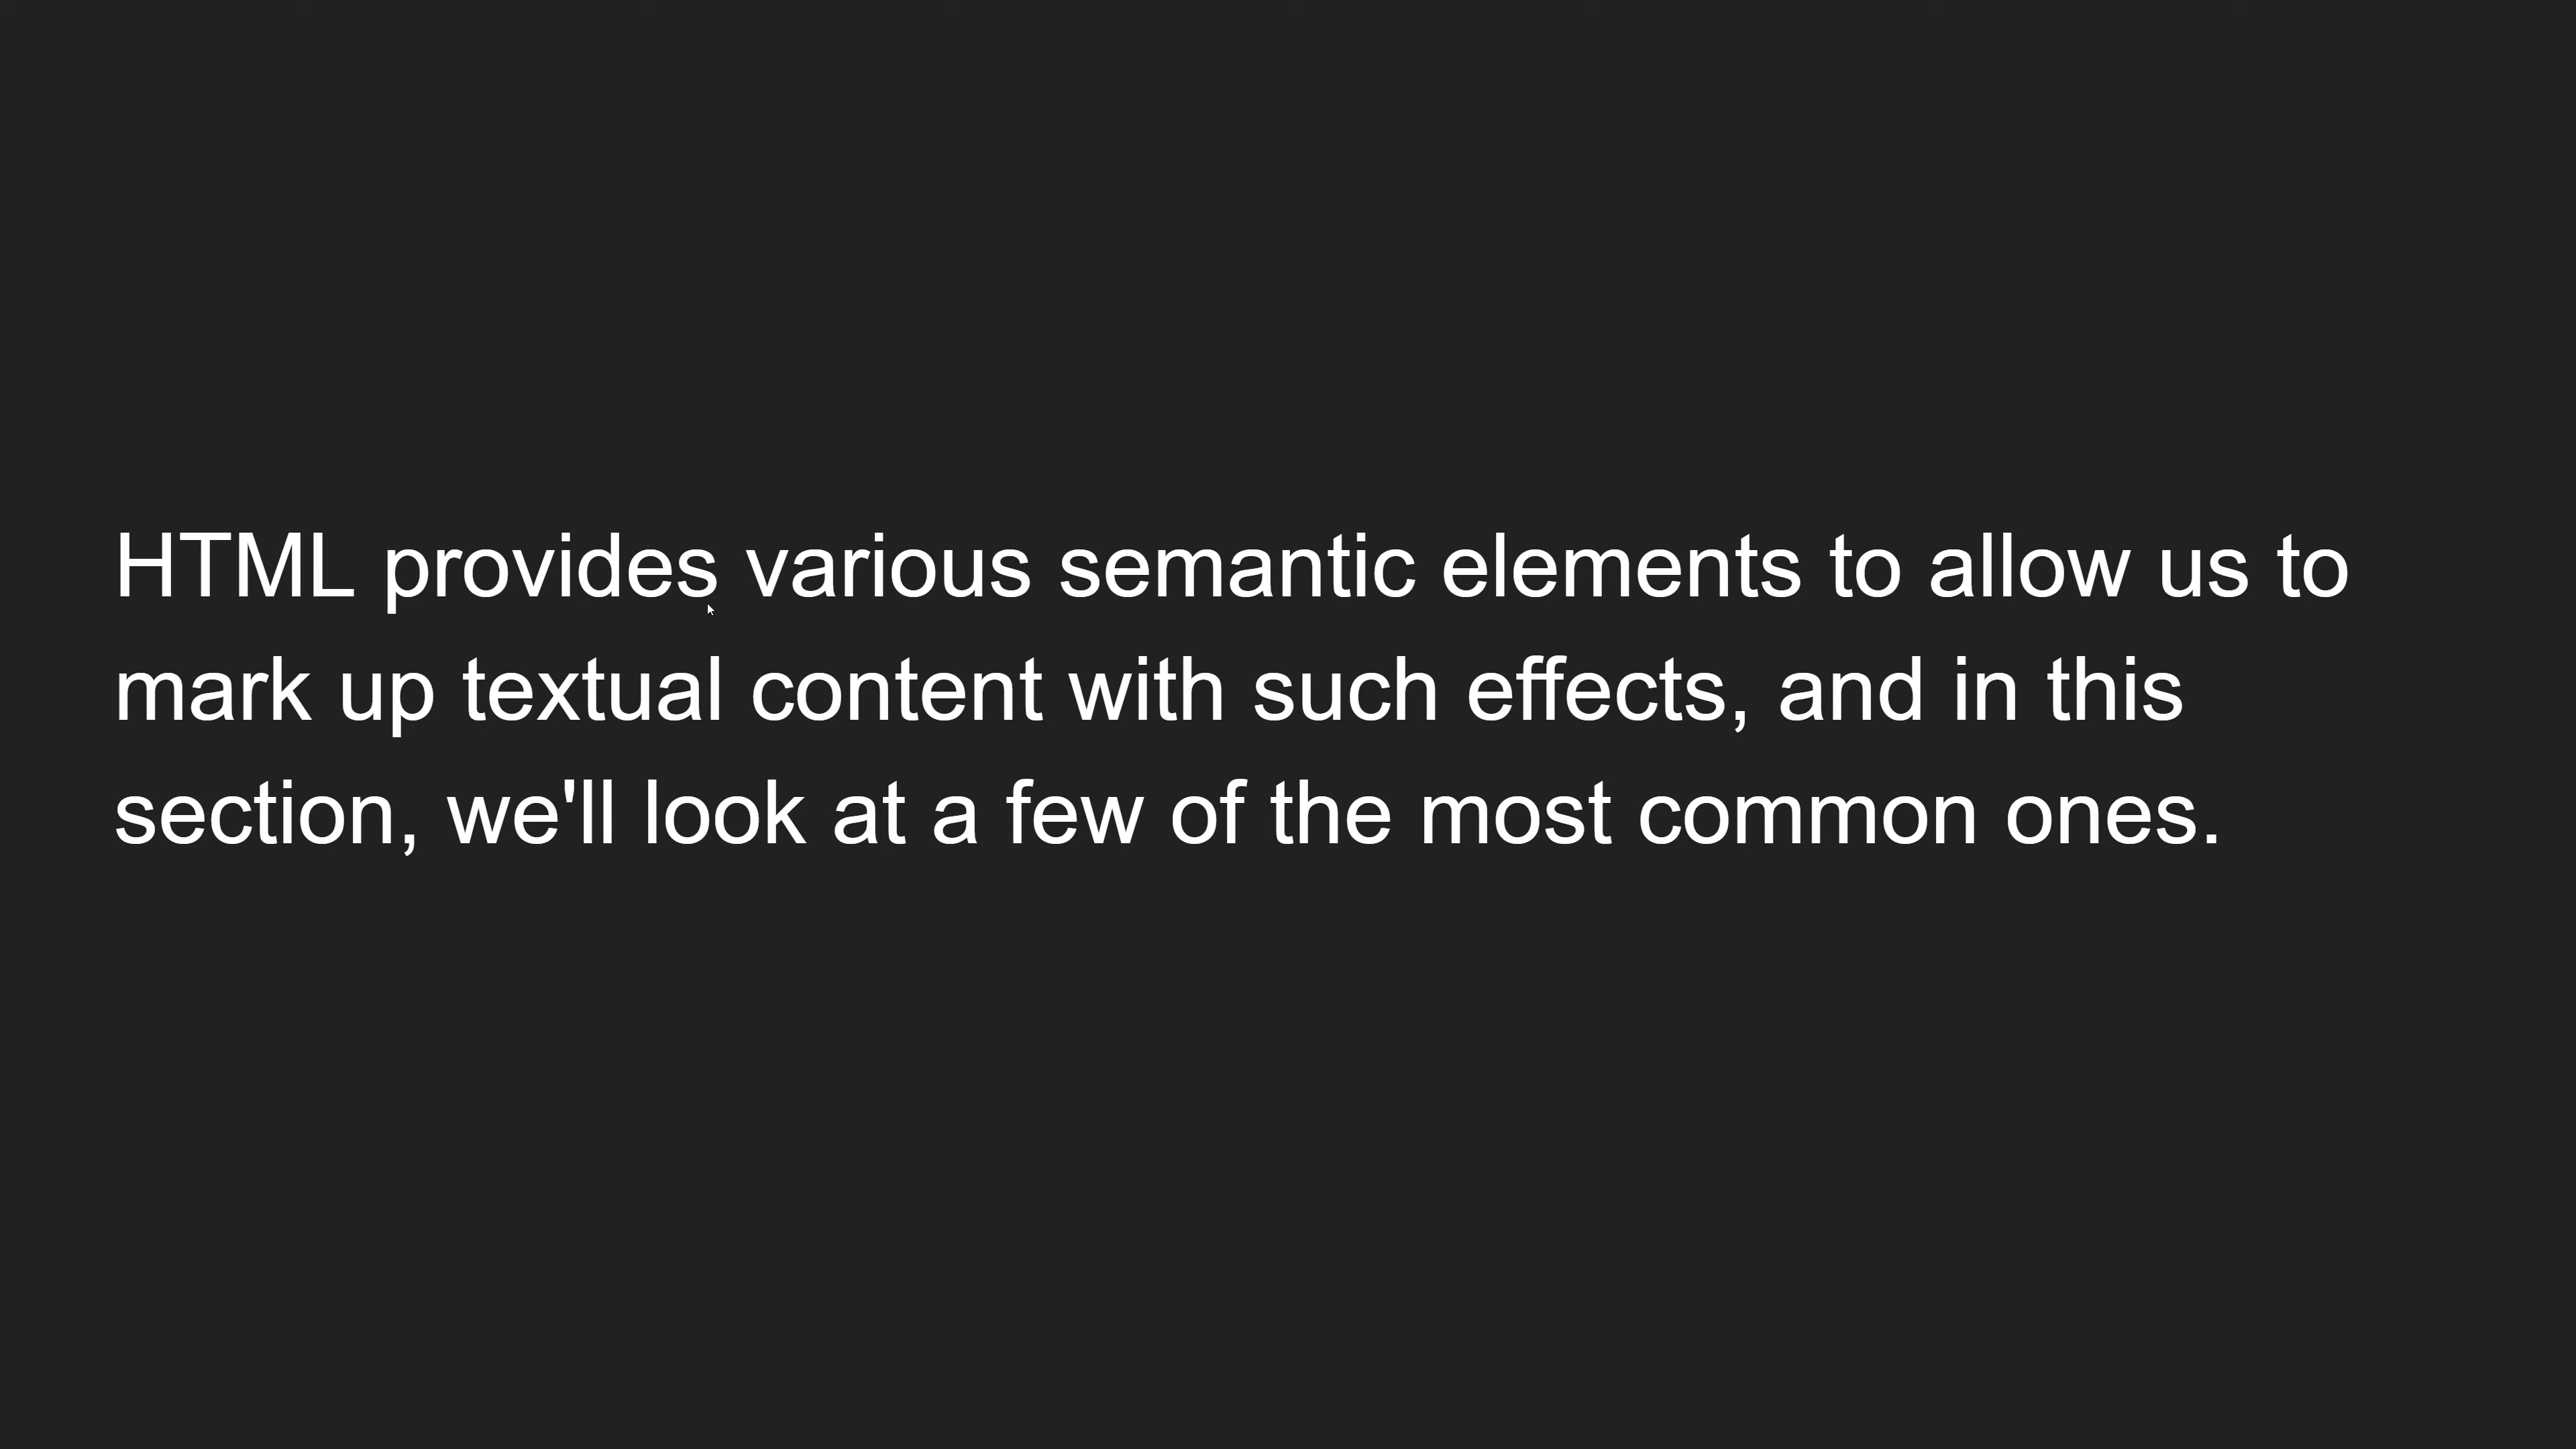 HTML provides various semantic elements to allow us to
mark up textual content with such effects, and in this
section, we'll look at a few of the most common ones.